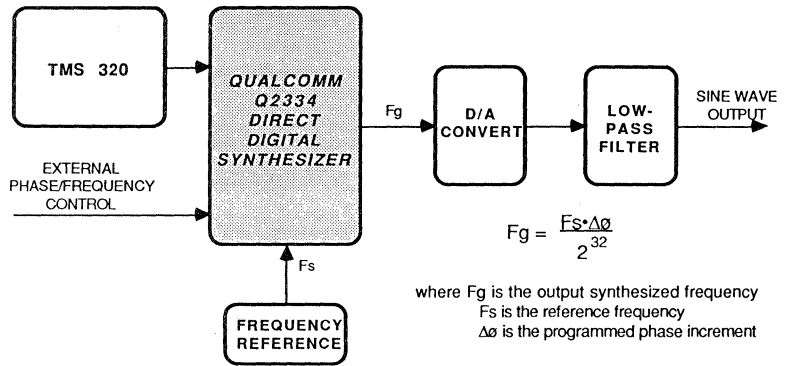 TMS 320
QUALCOMM
Q2334
DIRECT
DIGITAL
SYNTHESIZER
EXTERNAL
PHASE/FREQUENCY
CONTROL
Fs
FREQUENCY
REFERENCE
Fg
D/A
CONVERT
LOW-
PASS
FILTER
SINE WAVE
OUTPUT
Fg = Fs•Δø
2^32
where Fg is the output synthesized frequency
Fs is the reference frequency
Δø is the programmed phase increment